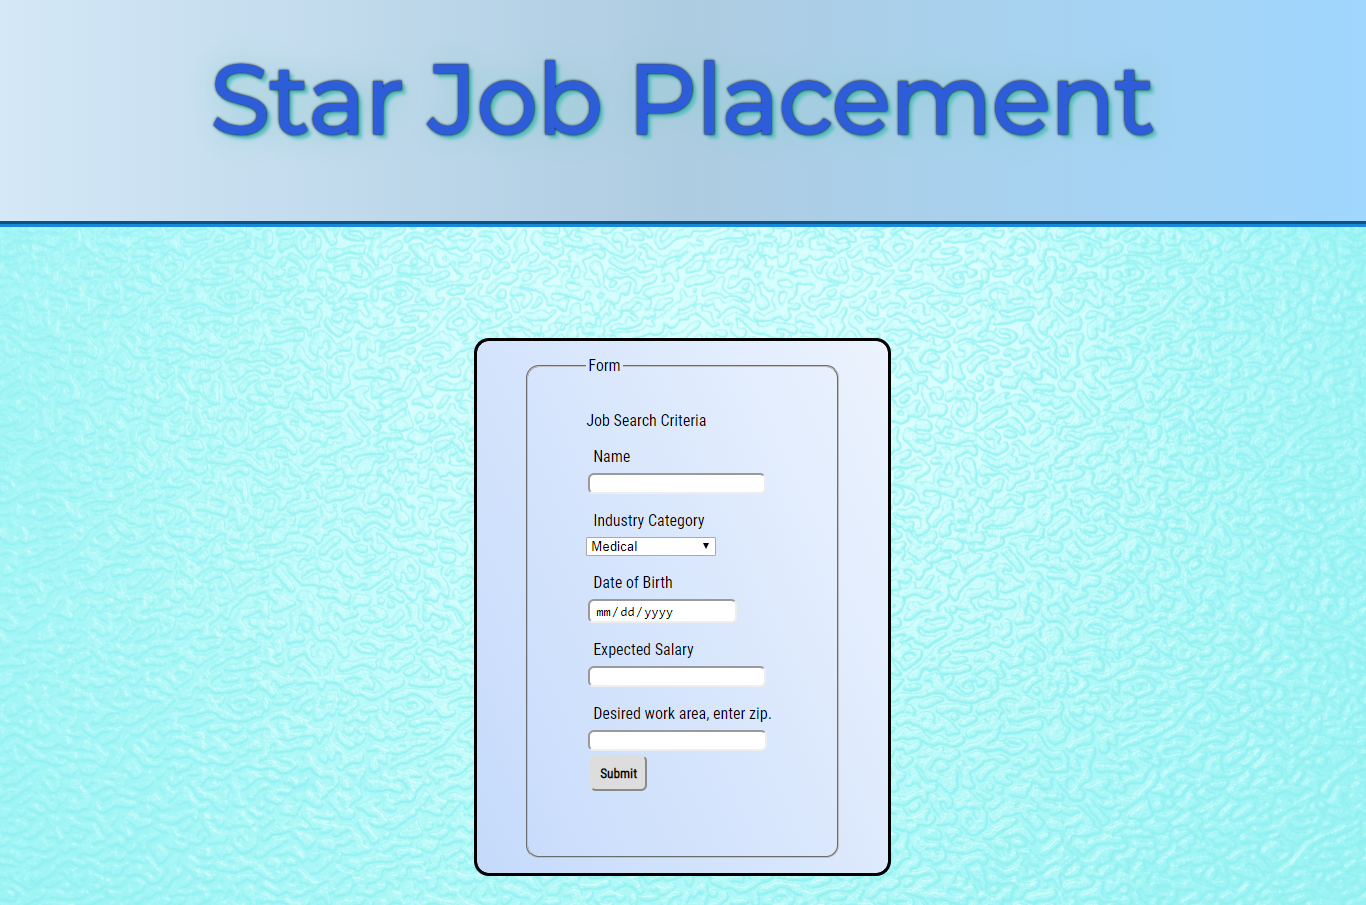 Star Job Placement
Form
Job Search Criteria
Name
Industry Category
Medical
Date of Birth
mm/dd/yyyy
Expected Salary
Desired work area, enter zip.
Submit